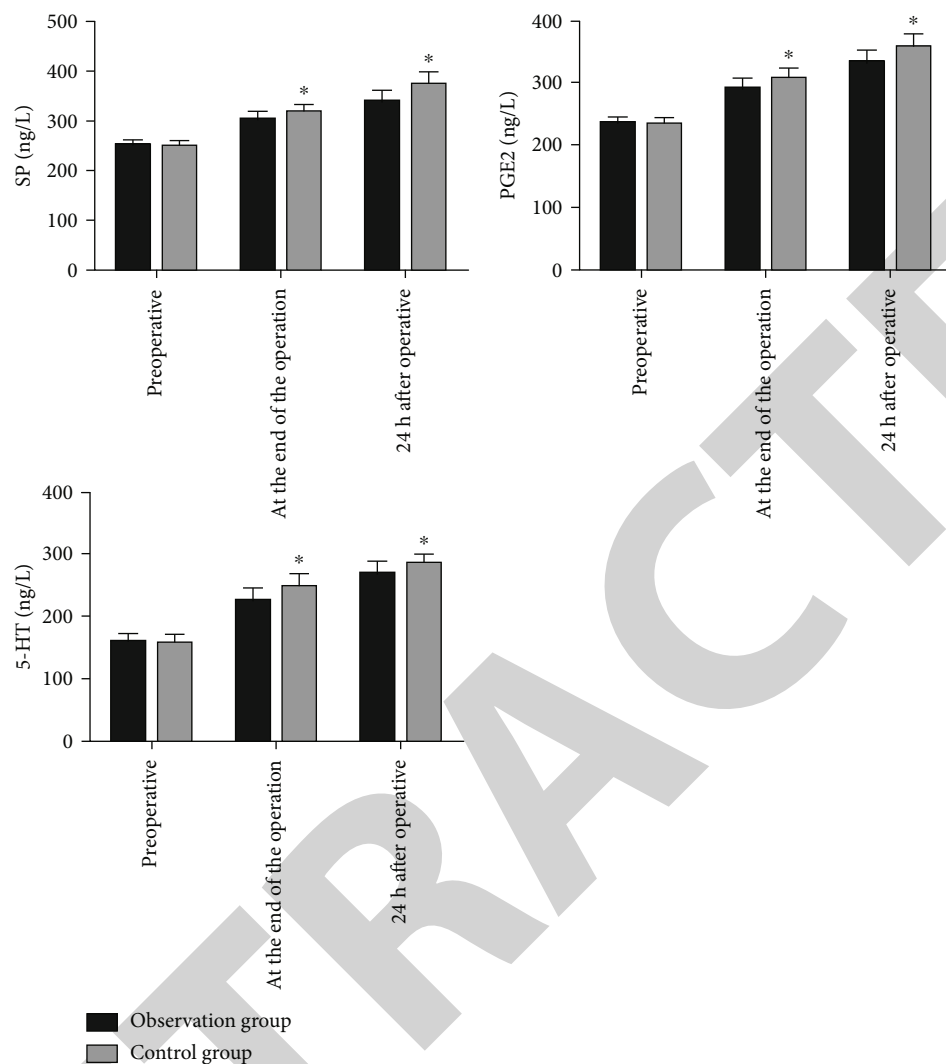 500
400
300
200
100
0
SP (ng/L)
*
*
Preoperative
At the end of the operation
24 h after operative
400
300
200
100
0
PGE2 (ng/L)
*
*
Preoperative
At the end of the operation
24 h after operative
400
300
200
100
0
5-HT (ng/L)
*
*
Preoperative
At the end of the operation
24 h after operative
Observation group
Control group
TRACTE